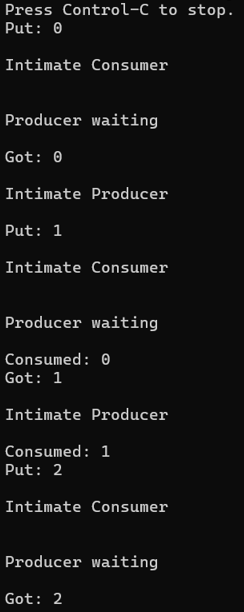 Press Control-C to stop.
Put: 0
Intimate Consumer
Producer waiting
Got: 0
Intimate Producer
Put: 1
Intimate Consumer
Producer waiting
Consumed: 0
Got: 1
Intimate Producer
Consumed: 1
Put: 2
Intimate Consumer
Producer waiting
Got: 2